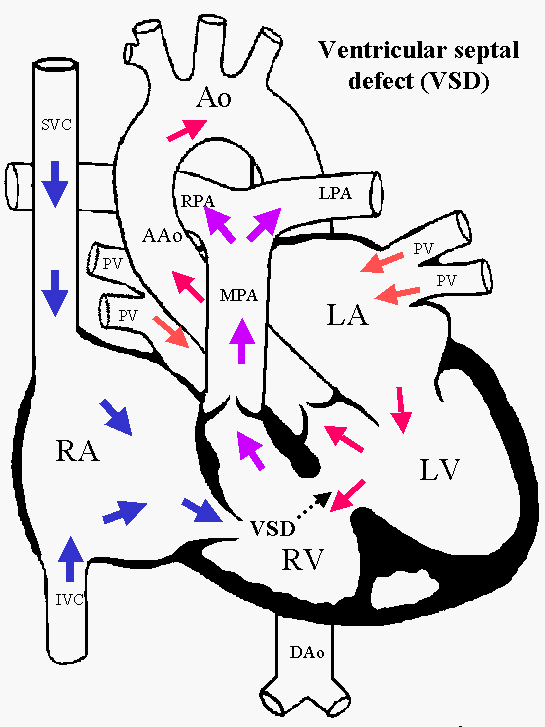 Ventricular septal
defect (VSD)
Ao
SVC
RPA
LPA
AAo
PV
PV
PV
PV
MPA
LA
RA
LV
VSD
RV
IVC
DAo